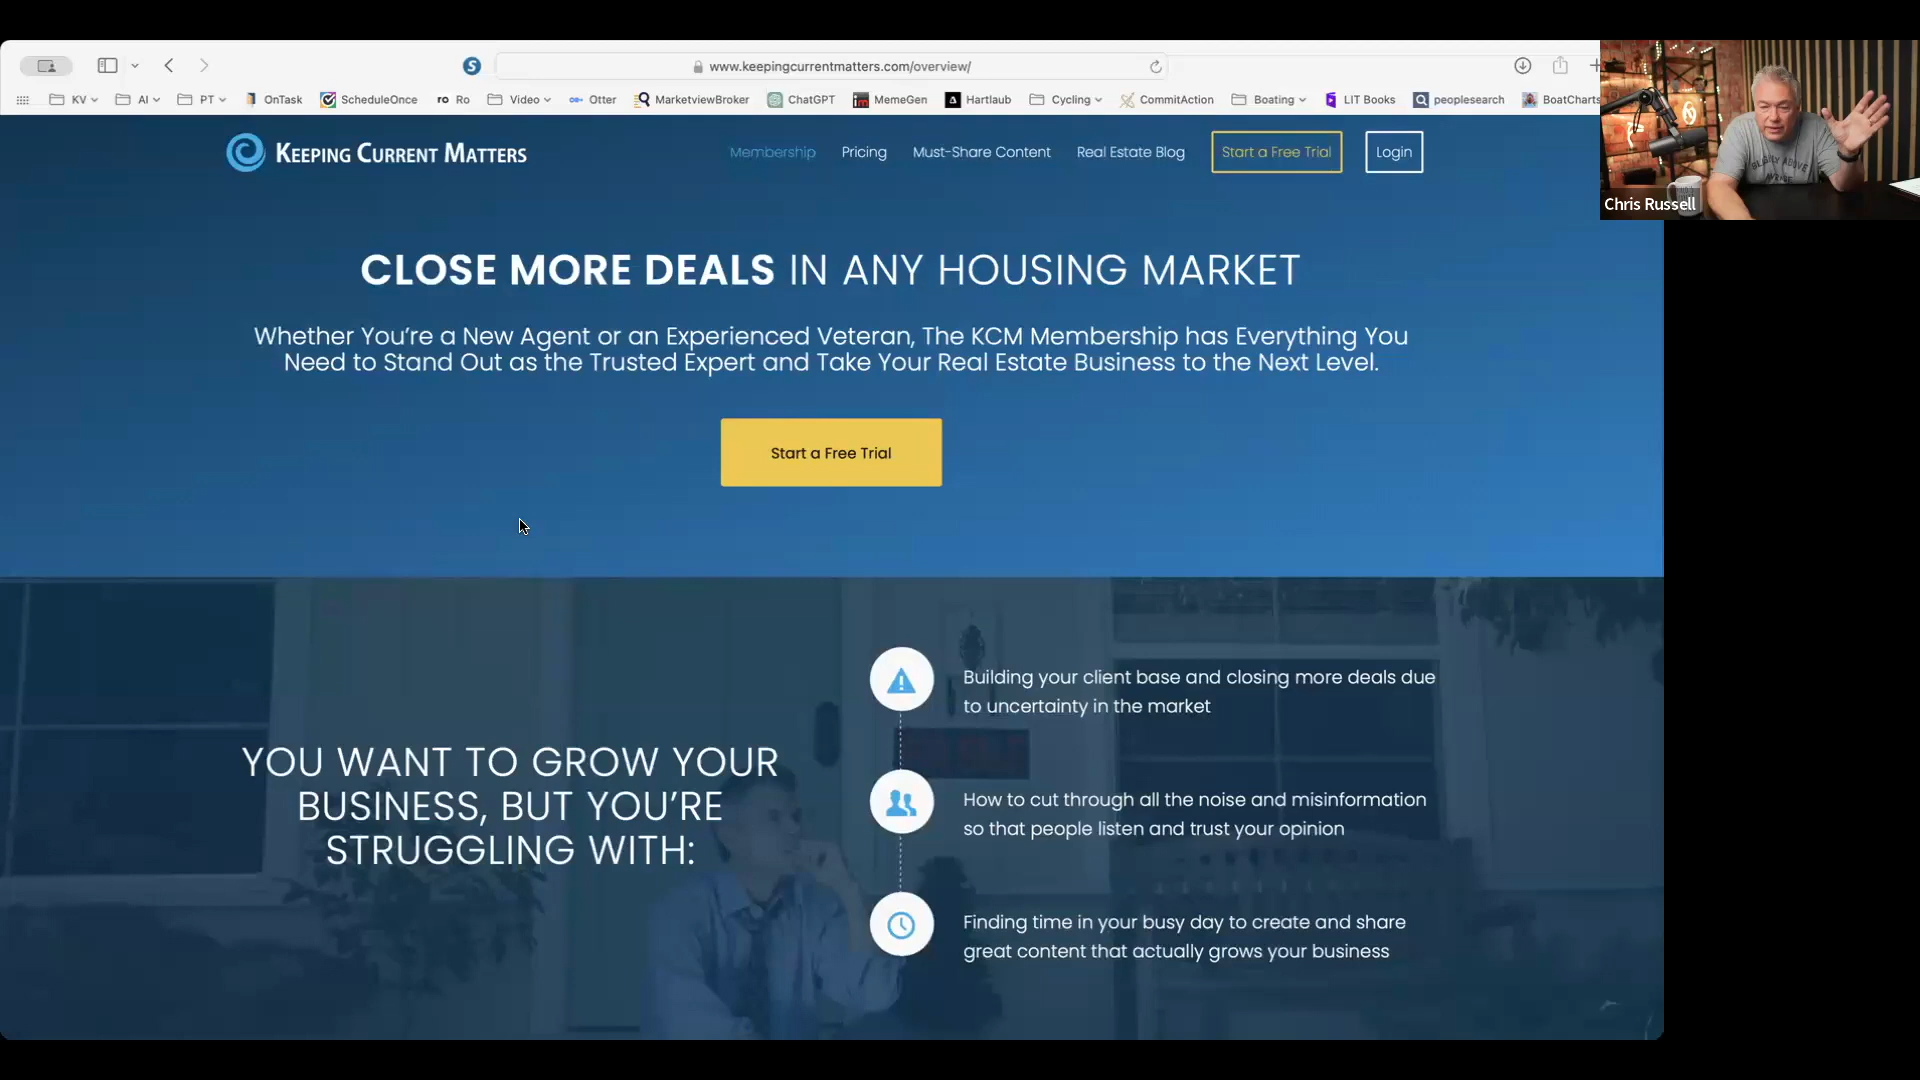 www.keepingcurrentmatters.com/overview/
KV AI PT OnTask ScheduleOnce ro Ro Video Otter MarketviewBroker ChatGPT im MemeGen Hartlaub Cycling CommitAction Boating LIT Books peoplesearch BoatCharts
KEEPING CURRENT MATTERS
Membership Pricing Must-Share Content Real Estate Blog Start a Free Trial Login
Chris Russell
CLOSE MORE DEALS IN ANY HOUSING MARKET
Whether You’re a New Agent or an Experienced Veteran, The KCM Membership has Everything You
Need to Stand Out as the Trusted Expert and Take Your Real Estate Business to the Next Level.
Start a Free Trial
YOU WANT TO GROW YOUR
BUSINESS, BUT YOU’RE
STRUGGLING WITH:
Building your client base and closing more deals due
to uncertainty in the market
How to cut through all the noise and misinformation
so that people listen and trust your opinion
Finding time in your busy day to create and share
great content that actually grows your business